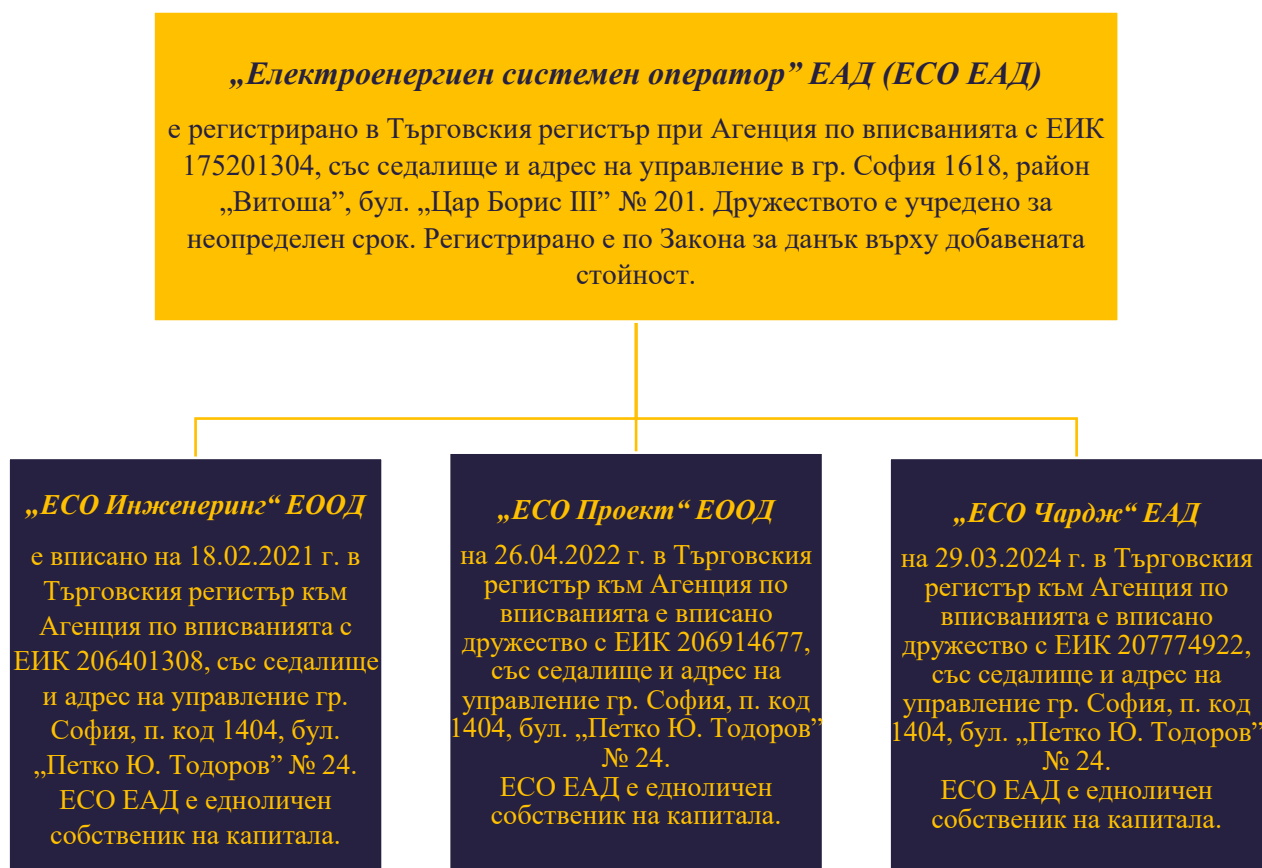 „Електроенергиен системен оператор” ЕАД (ЕСО ЕАД)
е регистрирано в Търговския регистър при Агенция по вписванията с ЕИК
175201304, със седалище и адрес на управление в гр. София 1618, район
„Витоша”, бул. „Цар Борис III” № 201. Дружеството е учредено за
неопределен срок. Регистрирано е по Закона за данък върху добавената
стойност.
„ЕСО Инженеринг“ ЕООД
е вписано на 18.02.2021 г. в
Търговския регистър към
Агенция по вписванията с
ЕИК 206401308, със седалище
и адрес на управление гр.
София, п. код 1404, бул.
„Петко Ю. Тодоров” № 24.
ЕСО ЕАД е едноличен
собственик на капитала.
„ЕСО Проект“ ЕООД
на 26.04.2022 г. в Търговския
регистър към Агенция по
вписванията е вписано
дружество с ЕИК 206914677,
със седалище и адрес на
управление гр. София, п. код
1404, бул. „Петко Ю. Тодоров”
№ 24.
ЕСО ЕАД е едноличен
собственик на капитала.
„ЕСО Чардж“ ЕАД
на 29.03.2024 г. в Търговския
регистър към Агенция по
вписванията е вписано
дружество с ЕИК 207774922,
със седалище и адрес на
управление гр. София, п. код
1404, бул. „Петко Ю. Тодоров”
№ 24.
ЕСО ЕАД е едноличен
собственик на капитала.